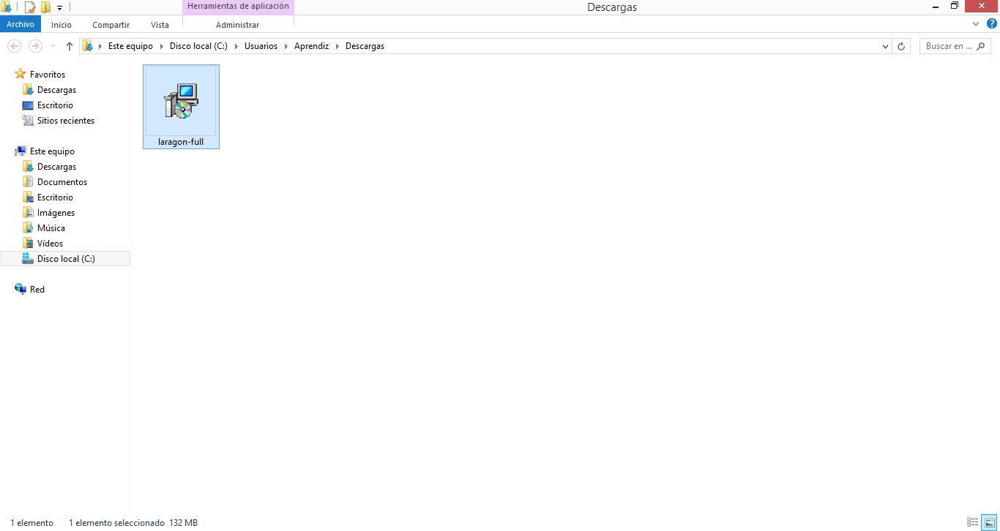 Herramientas de aplicación
Descargas
Archivo Inicio Compartir Vista Administrar
Este equipo Disco local (C:) Usuarios Aprendiz Descargas
Buscar en ...
Favoritos
Descargas
Escritorio
Sitios recientes
Este equipo
Descargas
Documentos
Escritorio
Imágenes
Música
Vídeos
Disco local (C:)
Red
laragon-full
1 elemento 1 elemento seleccionado 132 MB